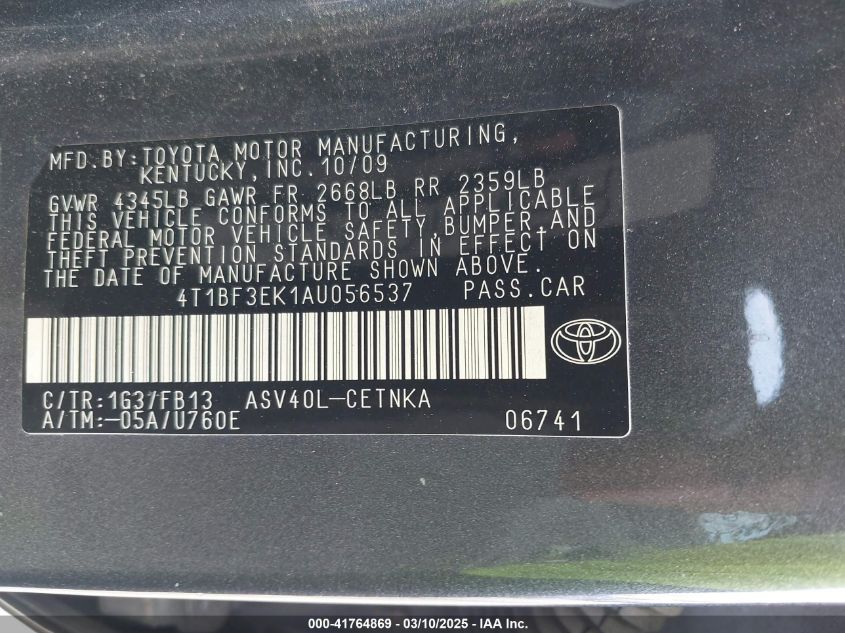 MFD.BY:TOYOTA MOTOR MANUFACTURING,
KENTUCKY,INC.10/09
GVWR 4345LB GAWR FR 2668LB RR 2359LB
THIS VEHICLE CONFORMS TO ALL APPLICABLE
FEDERAL MOTOR VEHICLE SAFETY,BUMPER,AND
THEFT PREVENTION STANDARDS IN EFFECT ON
THE DATE OF MANUFACTURE SHOWN ABOVE.
4T1BF3EK1AU056537 PASS.CAR
C/TR:1G3/FB13 ASV40L-CETNKA
A/TM:-05A/U760E 06741
000-41764869 - 03/10/2025 - IAA Inc.